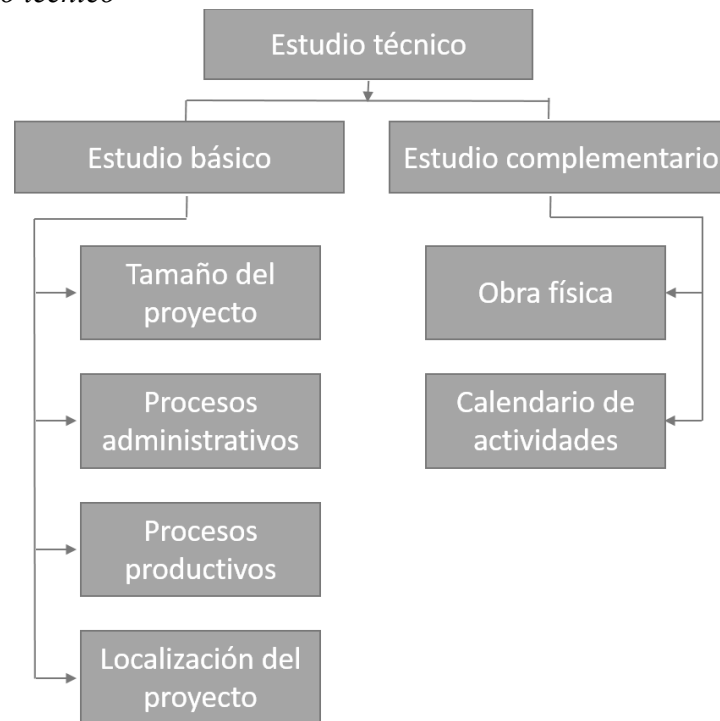 Estudio técnico
Estudio básico
Estudio complementario
Tamaño del
proyecto
Procesos
administrativos
Procesos
productivos
Localización del
proyecto
Obra física
Calendario de
actividades